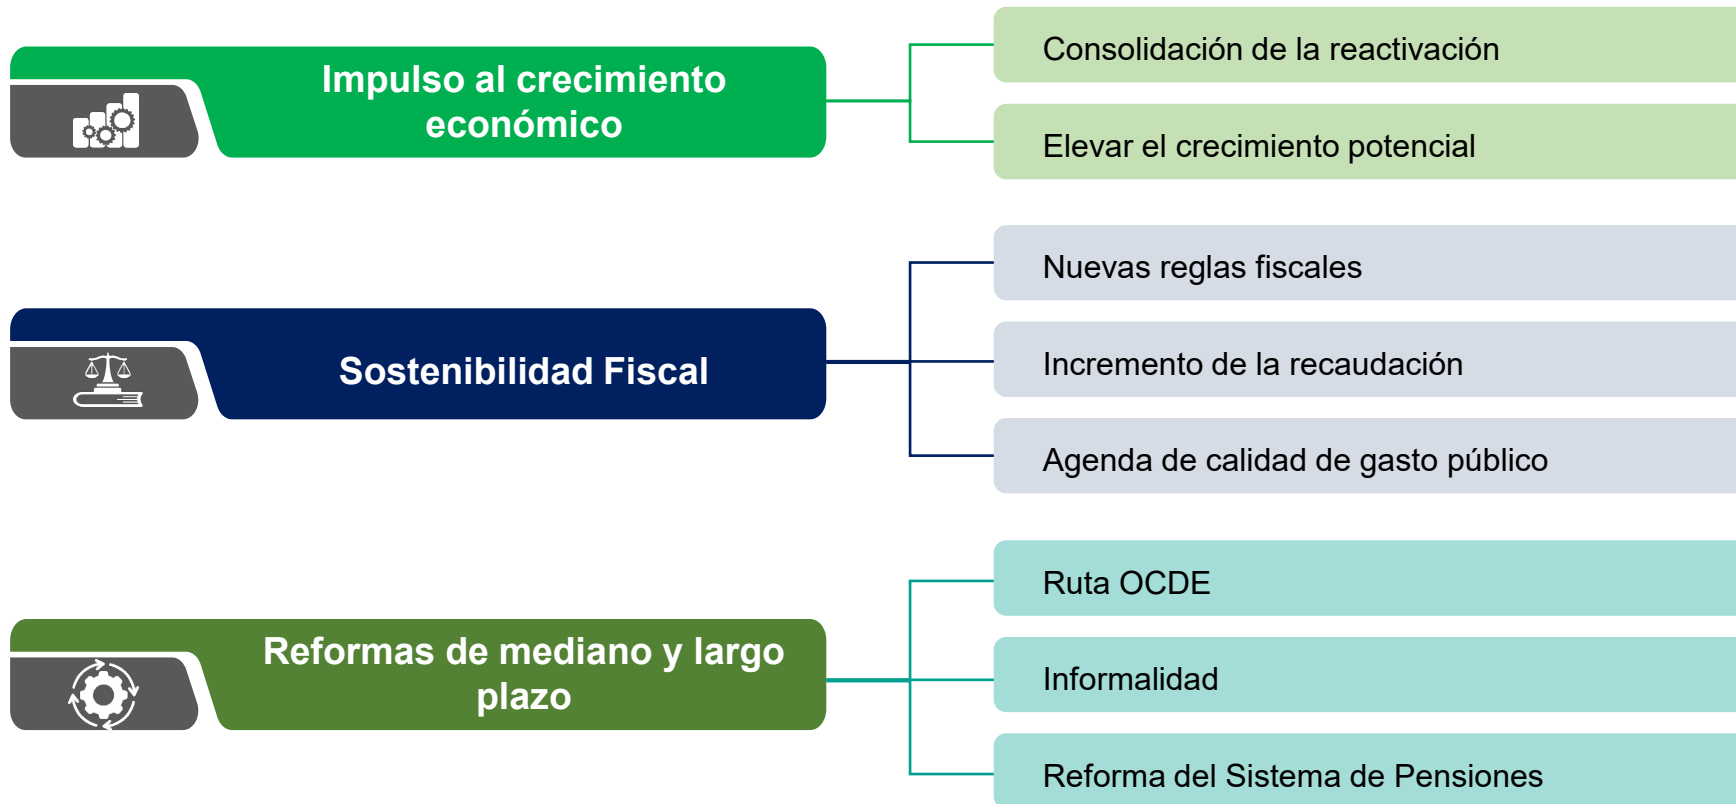 Impulso al crecimiento
económico
Consolidación de la reactivación
Elevar el crecimiento potencial
Sostenibilidad Fiscal
Nuevas reglas fiscales
Incremento de la recaudación
Agenda de calidad de gasto público
Reformas de mediano y largo
plazo
Ruta OCDE
Informalidad
Reforma del Sistema de Pensiones